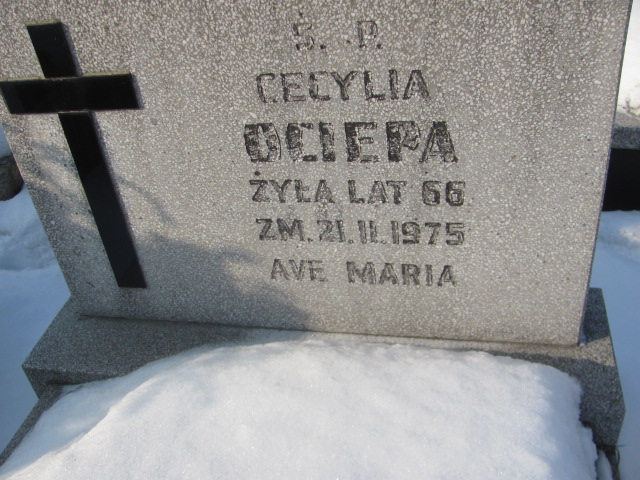 Ś. P.
CECYLIA
OCIEPA
ŻYŁA LAT 66
ZM. 21.II.1975
AVE MARIA